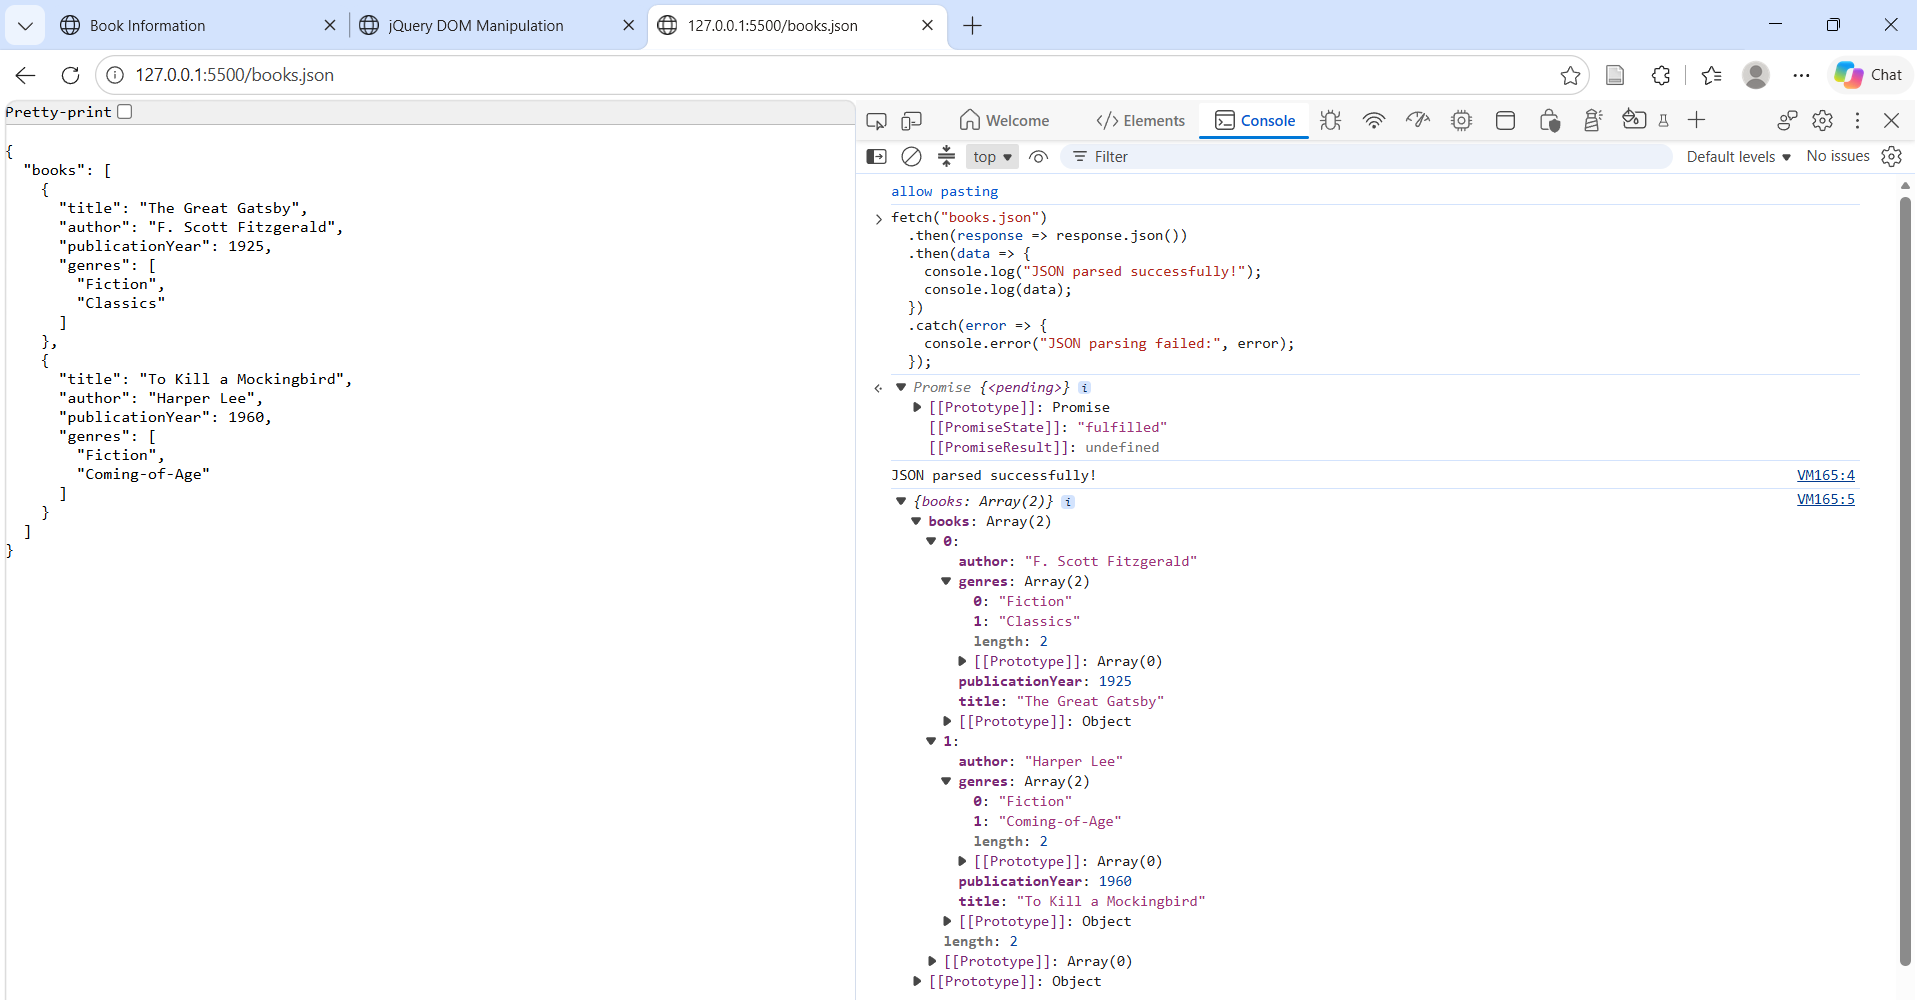 Book Information
jQuery DOM Manipulation
127.0.0.1:5500/books.json
127.0.0.1:5500/books.json
Chat
Pretty-print
{
  "books": [
    {
      "title": "The Great Gatsby",
      "author": "F. Scott Fitzgerald",
      "publicationYear": 1925,
      "genres": [
        "Fiction",
        "Classics"
      ]
    },
    {
      "title": "To Kill a Mockingbird",
      "author": "Harper Lee",
      "publicationYear": 1960,
      "genres": [
        "Fiction",
        "Coming-of-Age"
      ]
    }
  ]
}
Welcome
Elements
Console
top
Filter
Default levels
No issues
allow pasting
fetch("books.json")
  .then(response => response.json())
  .then(data => {
    console.log("JSON parsed successfully!");
    console.log(data);
  })
  .catch(error => {
    console.error("JSON parsing failed:", error);
  });
Promise {<pending>}
[[Prototype]]: Promise
[[PromiseState]]: "fulfilled"
[[PromiseResult]]: undefined
JSON parsed successfully! VM165:4
{books: Array(2)} VM165:5
books: Array(2)
0:
author: "F. Scott Fitzgerald"
genres: Array(2)
0: "Fiction"
1: "Classics"
length: 2
[[Prototype]]: Array(0)
publicationYear: 1925
title: "The Great Gatsby"
[[Prototype]]: Object
1:
author: "Harper Lee"
genres: Array(2)
0: "Fiction"
1: "Coming-of-Age"
length: 2
[[Prototype]]: Array(0)
publicationYear: 1960
title: "To Kill a Mockingbird"
[[Prototype]]: Object
length: 2
[[Prototype]]: Array(0)
[[Prototype]]: Object